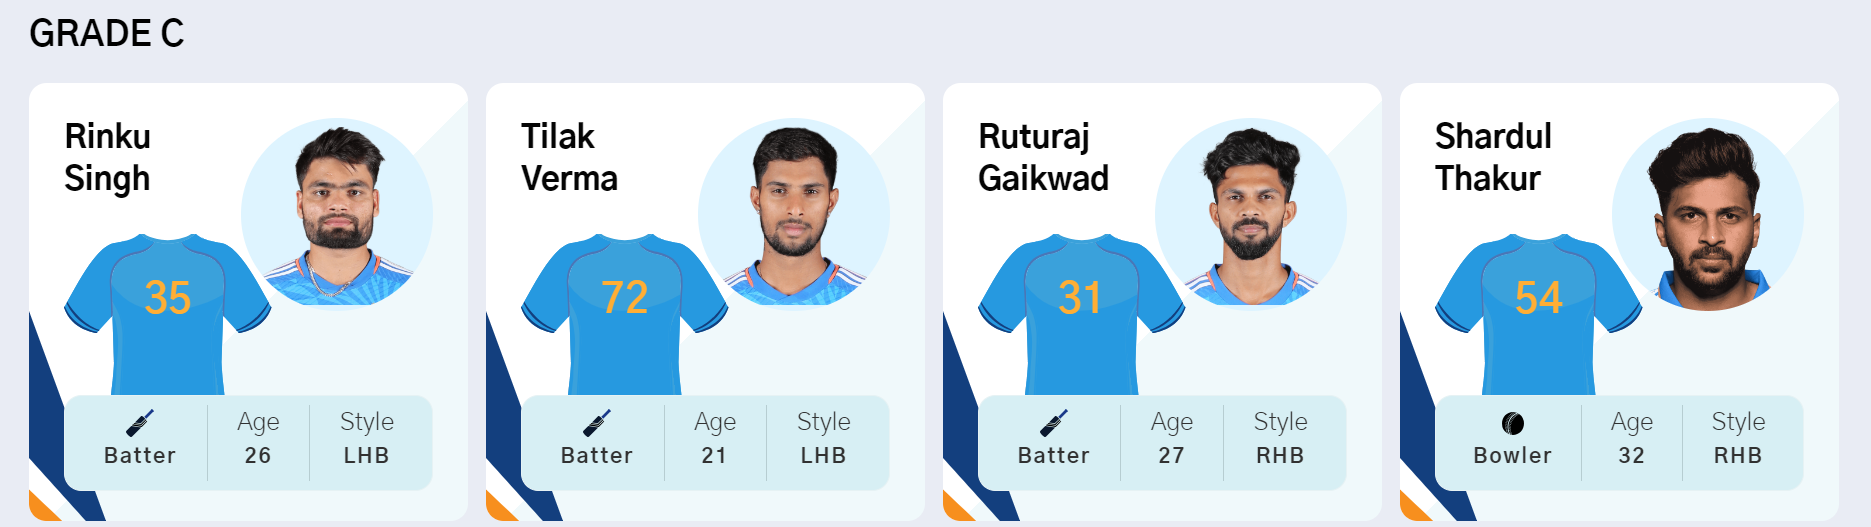 GRADE C
Rinku
Singh
35
Batter
Age
26
Style
LHB
Tilak
Verma
72
Batter
Age
21
Style
LHB
Ruturaj
Gaikwad
31
Batter
Age
27
Style
RHB
Shardul
Thakur
54
Bowler
Age
32
Style
RHB